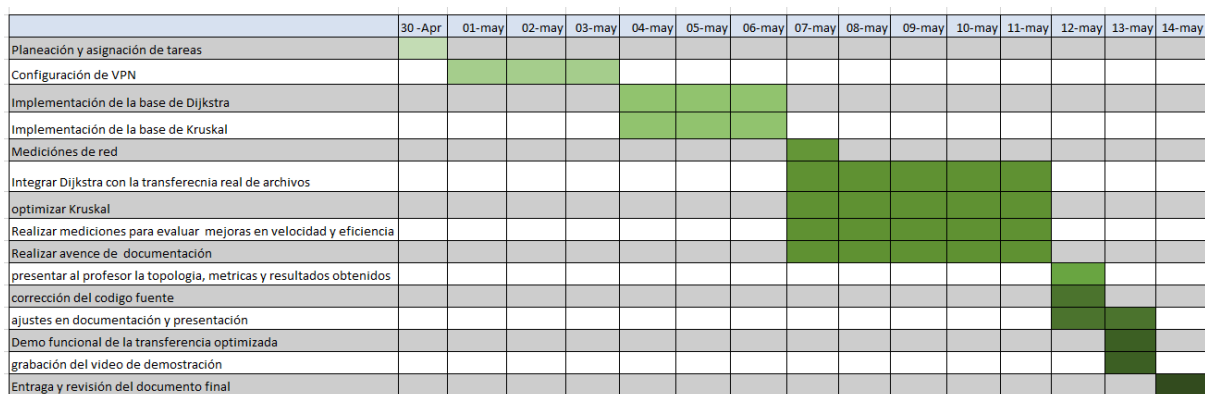 30 -Apr 01-may 02-may 03-may 04-may 05-may 06-may 07-may 08-may 09-may 10-may 11-may 12-may 13-may 14-may
Planeación y asignación de tareas
Configuración de VPN
Implementación de la base de Dijkstra
Implementación de la base de Kruskal
Mediciónes de red
Integrar Dijkstra con la transferecnia real de archivos
optimizar Kruskal
Realizar mediciones para evaluar mejoras en velocidad y eficiencia
Realizar avence de documentación
presentar al profesor la topologia, metricas y resultados obtenidos
corrección del codigo fuente
ajustes en documentación y presentación
Demo funcional de la transferencia optimizada
grabación del video de demostración
Entraga y revisión del documento final